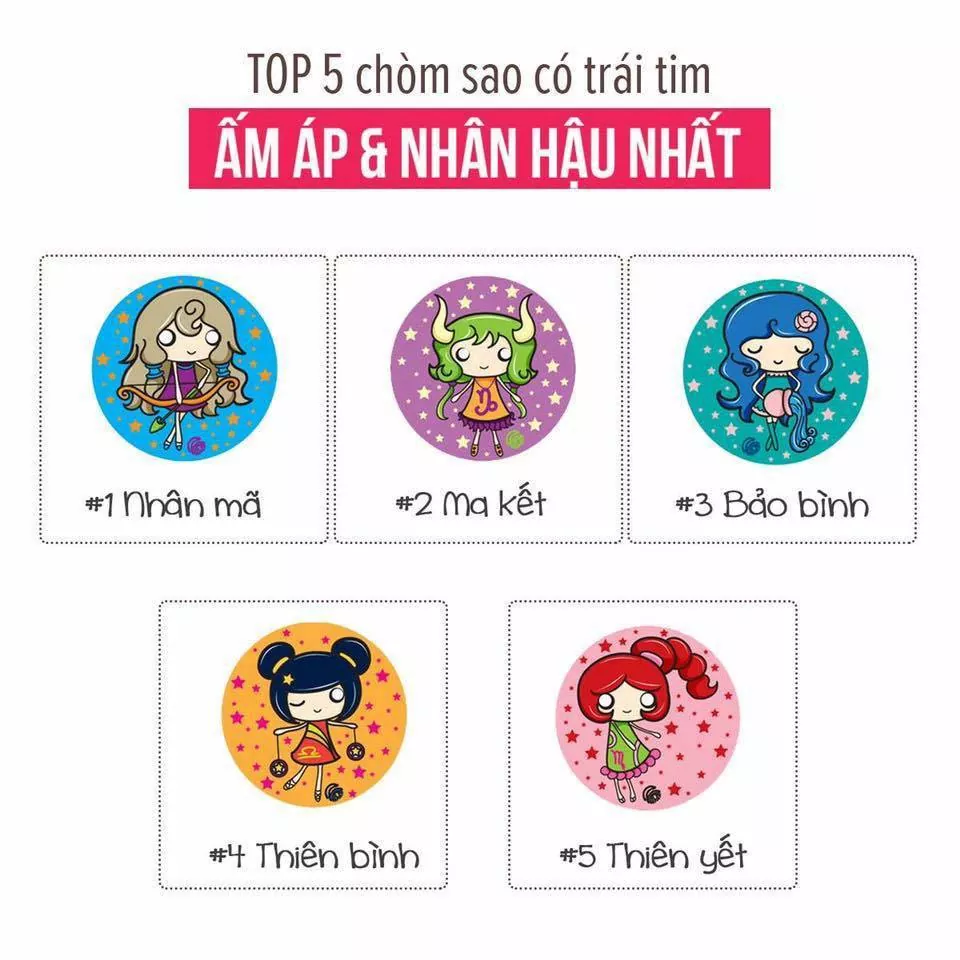 TOP 5 chòm sao có trái tim
ẤM ÁP & NHÂN HẬU NHẤT
#1 Nhân mã
#2 Ma kết
#3 Bảo bình
#4 Thiên bình
#5 Thiên yết